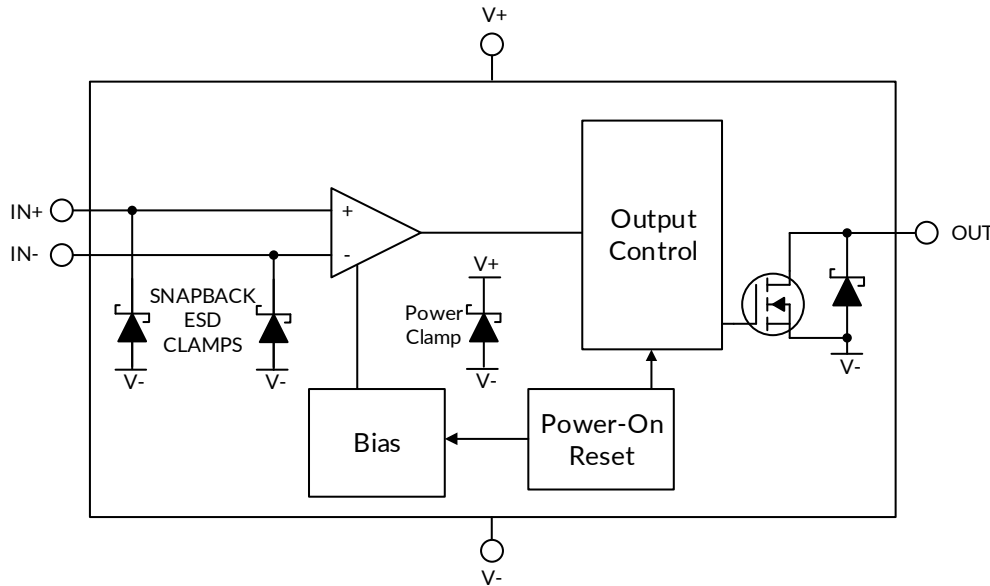 V+
IN+
IN-
+
-
Output
Control
OUT
V+
SNAPBACK
ESD
CLAMPS
Power
Clamp
V-
V-
V-
V-
Bias
Power-On
Reset
V-